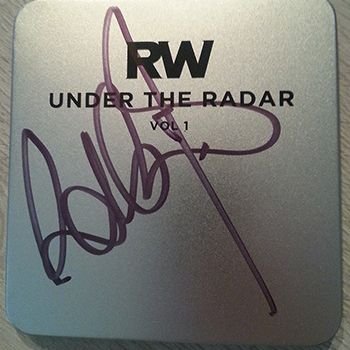 RW
UNDER THE RADAR
VOL 1